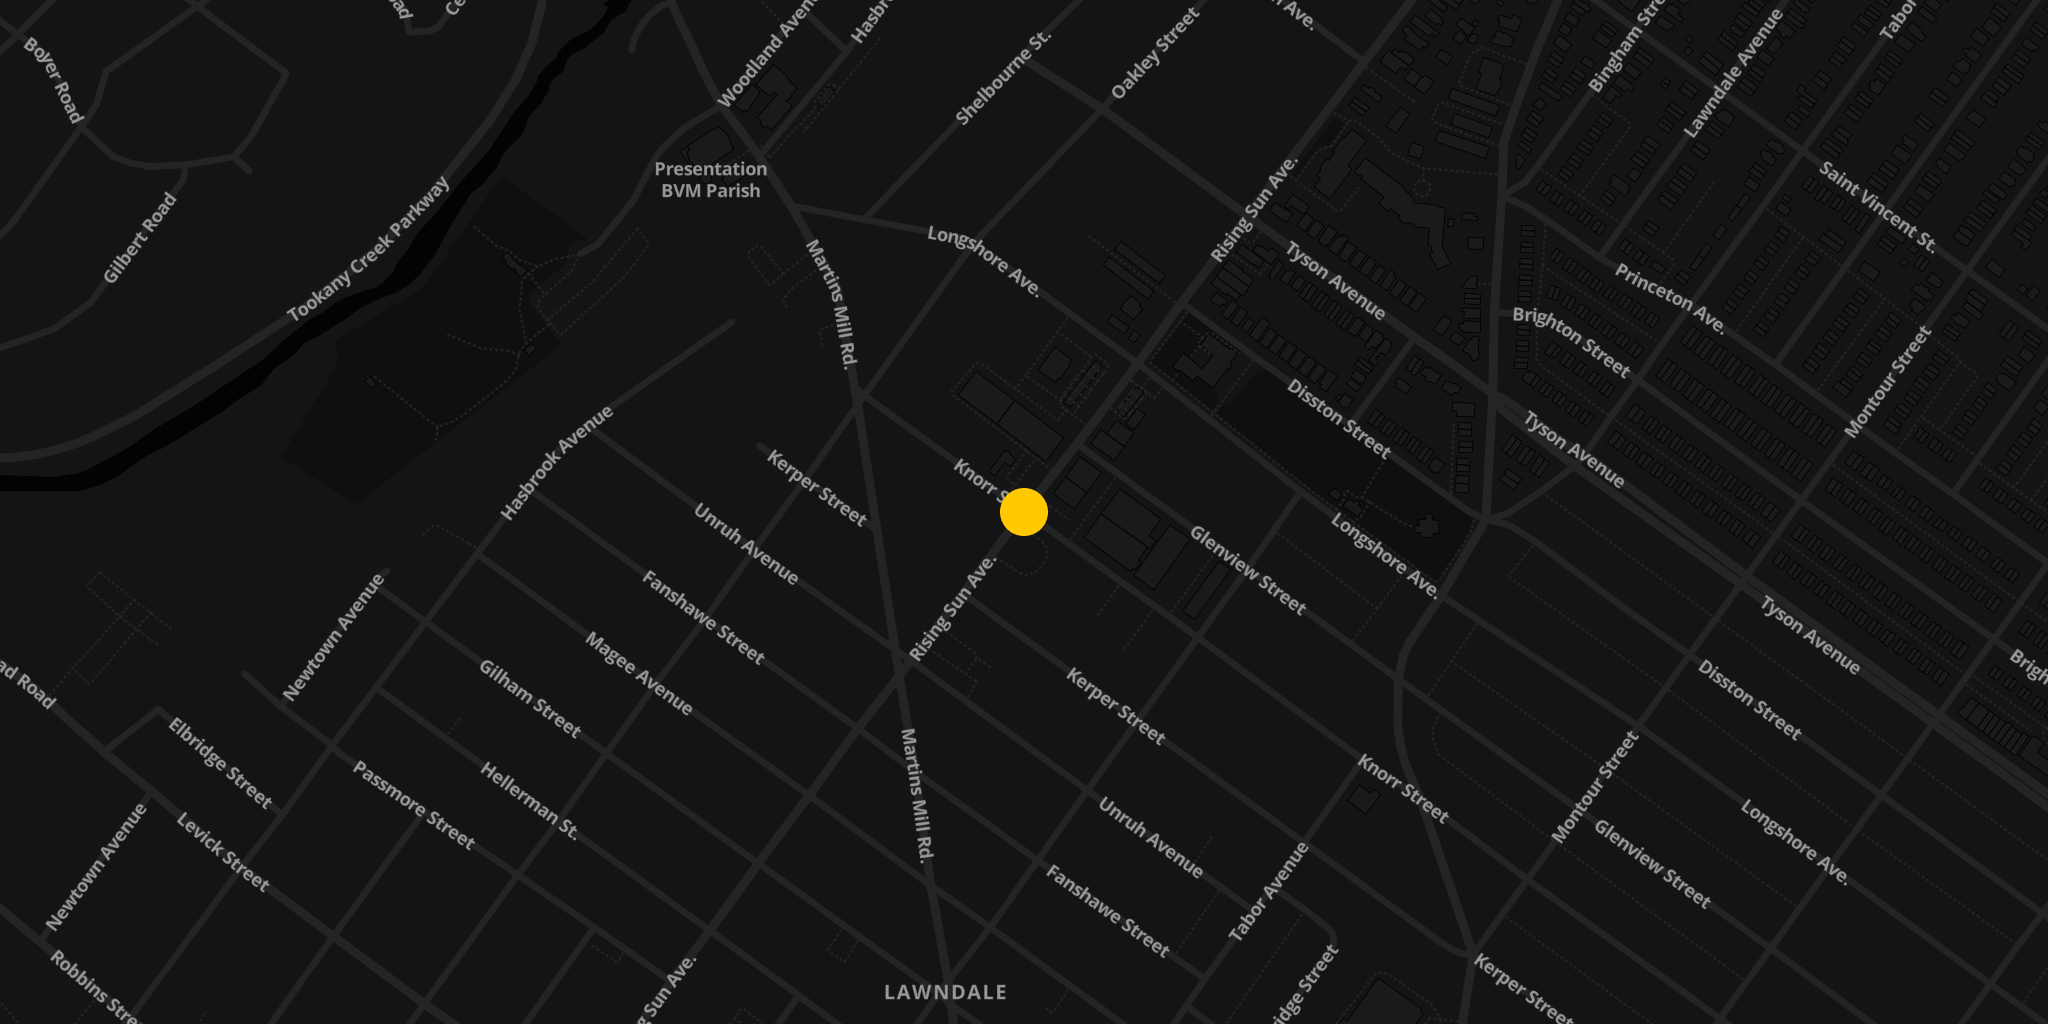 Woodland Avenue
Shelbourne St.
Oakley Street
Bingham Street
Lawndale Avenue
Tabor
Boyer Road
Presentation
BVM Parish
Gilbert Road
Tookany Creek Parkway
Rising Sun Ave.
Saint Vincent St.
Longshore Ave.
Martins Mill Rd.
Tyson Avenue
Princeton Ave.
Brighton Street
Montour Street
Disston Street
Hasbrook Avenue
Tyson Avenue
Kerper Street
Knorr S
Unruh Avenue
Glenview Street
Longshore Ave.
Rising Sun Ave.
Newtown Avenue
Fanshawe Street
Magee Avenue
Tyson Avenue
Gilham Street
Kerper Street
Disston Street
ad Road
Elbridge Street
Passmore Street
Hellerman St.
Martins Mill Rd.
Knorr Street
Montour Street
Unruh Avenue
Longshore Ave.
Glenview Street
Newtown Avenue
Levick Street
Fanshawe Street
Tabor Avenue
Robbins Stre
g Sun Ave.
LAWNDALE
idge Street
Kerper Street